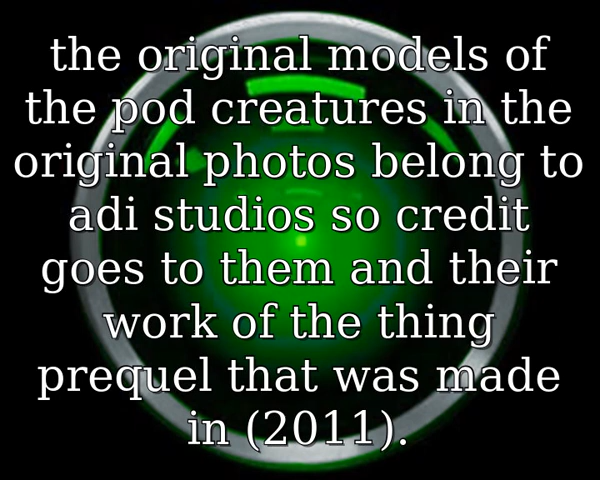 the original models of
the pod creatures in the
original photos belong to
adi studios so credit
goes to them and their
work of the thing
prequel that was made
in (2011).